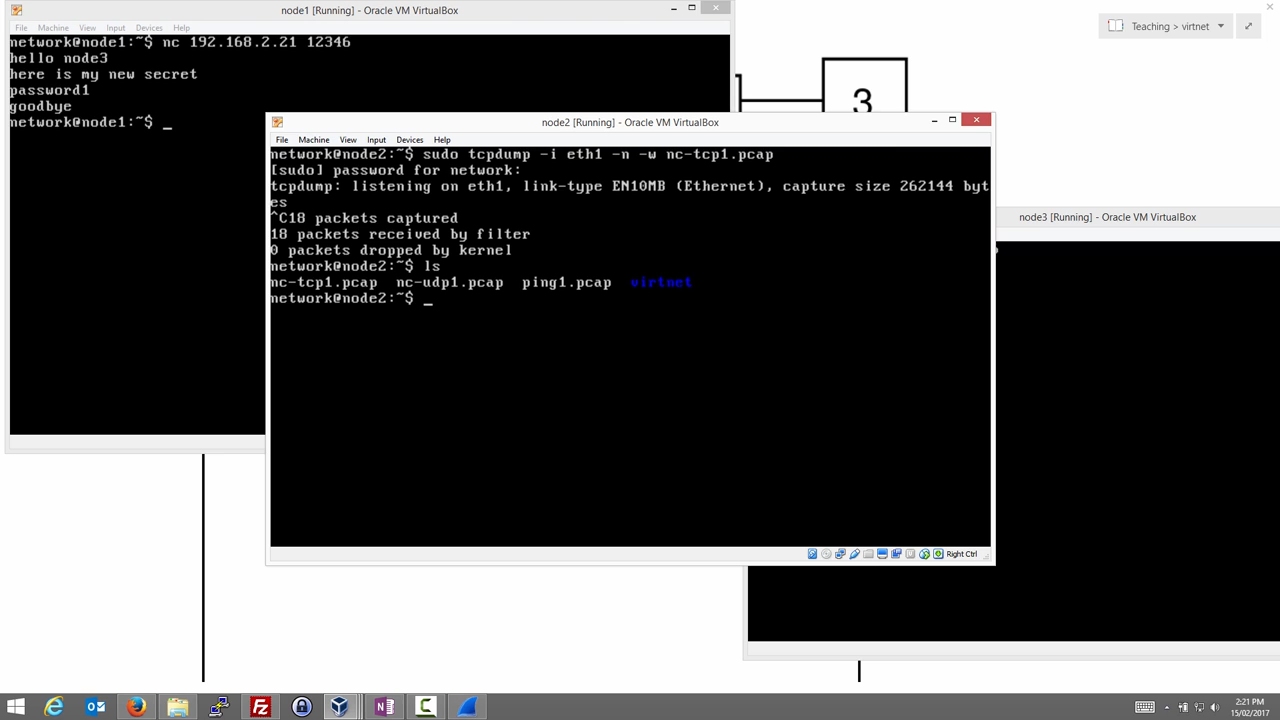 node1 [Running] - Oracle VM VirtualBox
File Machine View Input Devices Help
network@node1:~$ nc 192.168.2.21 12346
hello node3
here is my new secret
password1
goodbye
network@node1:~$ _
Teaching > virtnet
3
node2 [Running] - Oracle VM VirtualBox
File Machine View Input Devices Help
network@node2:~$ sudo tcpdump -i eth1 -n -w nc-tcp1.pcap
[sudo] password for network:
tcpdump: listening on eth1, link-type EN10MB (Ethernet), capture size 262144 byt
es
^C18 packets captured
18 packets received by filter
0 packets dropped by kernel
network@node2:~$ ls
nc-tcp1.pcap nc-udp1.pcap ping1.pcap virtnet
network@node2:~$ _
Right Ctrl
node3 [Running] - Oracle VM VirtualBox
2:21 PM
15/02/2017